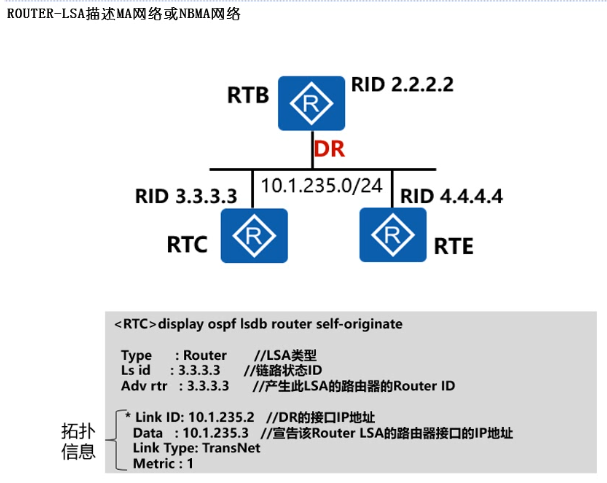 ROUTER-LSA描述MA网络或NBMA网络
RID 2.2.2.2
RTB
R
DR
10.1.235.0/24
RID 3.3.3.3
RID 4.4.4.4
R
R
RTC
RTE
<RTC>display ospf lsdb router self-originate
Type : Router //LSA类型
Ls id : 3.3.3.3 //链路状态ID
Adv rtr : 3.3.3.3 //产生此LSA的路由器的Router ID
* Link ID: 10.1.235.2 //DR的接口IP地址
Data : 10.1.235.3 //宣告该Router LSA的路由器接口的IP地址
Link Type: TransNet
Metric : 1
拓扑
信息